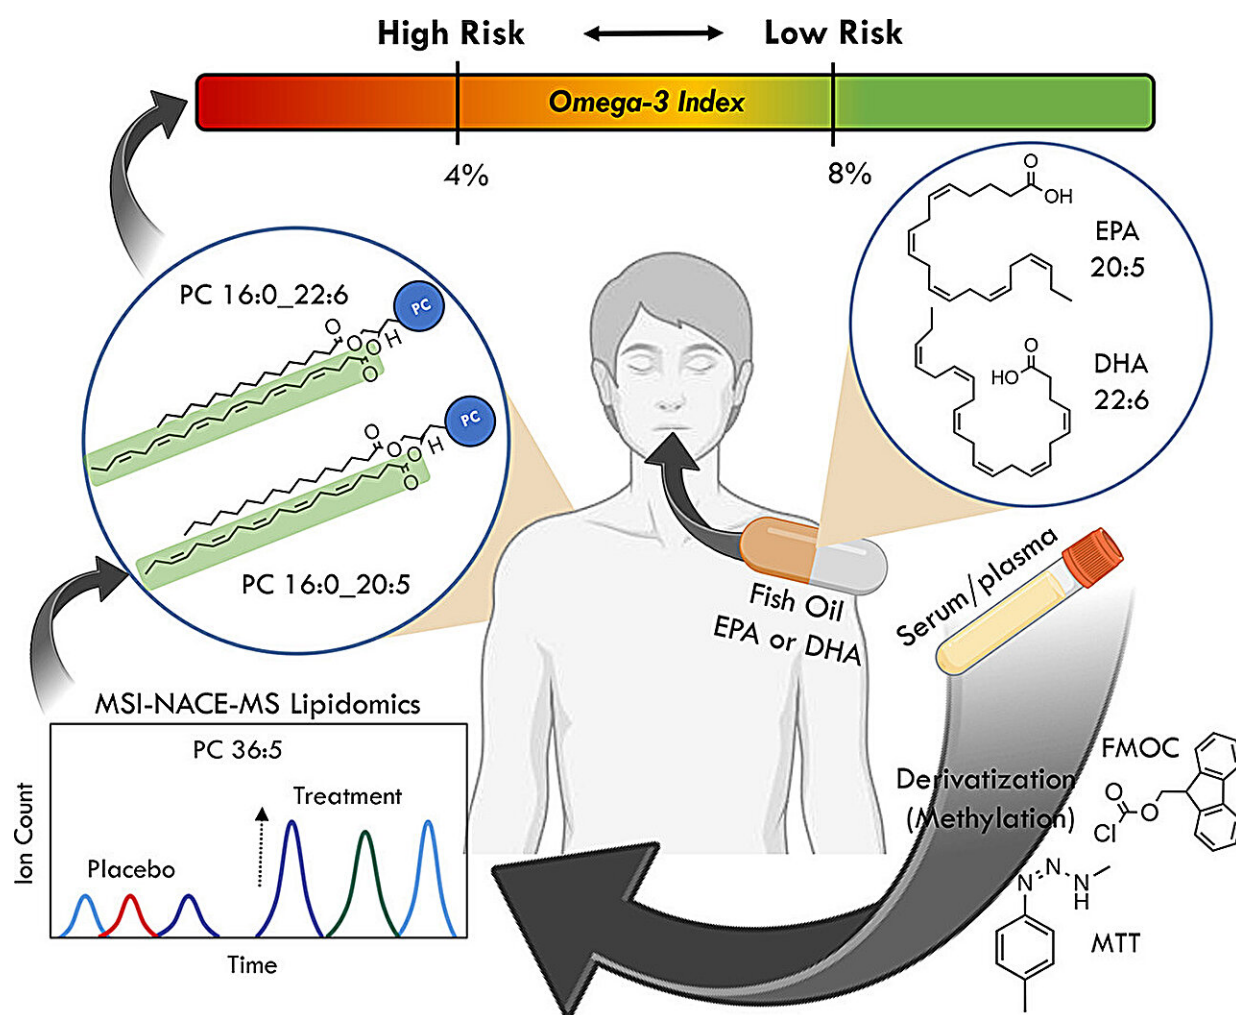 High Risk
Low Risk
Omega-3 Index
4%
8%
O
OH
EPA
20:5
O
HO
DHA
22:6
PC 16:0_22:6
PC
O
O
O
H
O
PC
O
O
H
O
O
PC 16:0_20:5
Fish Oil
EPA or DHA
Serum/plasma
MSI-NACE-MS Lipidomics
PC 36:5
Treatment
Placebo
Ion Count
Time
Derivatization
(Methylation)
FMOC
O
O
Cl
N
N
N
H
MTT